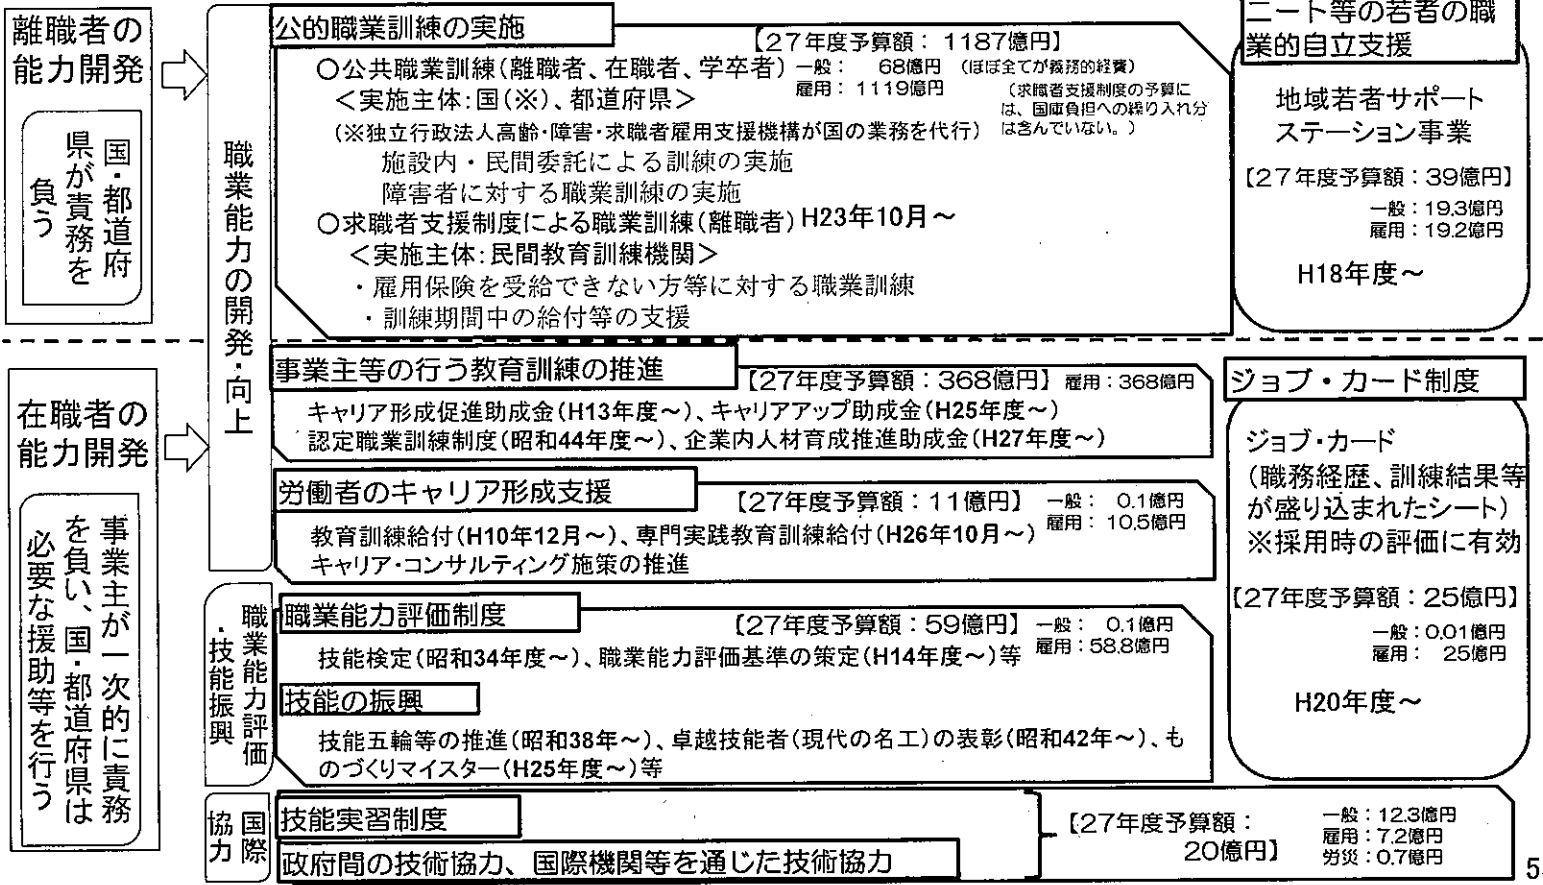 離職者の
能力開発
国・都道府
県が責務を
負う
職業能力の開発・向上
公的職業訓練の実施
【27年度予算額：1187億円】
〇公共職業訓練(離職者、在職者、学卒者)
一般： 68億円 (ほぼ全てが義務的経費)
雇用：1119億円
(求職者支援制度の予算に
は、国庫負担への繰り入れ分
は含んでいない。)
＜実施主体:国(※)、都道府県＞
(※独立行政法人高齢・障害・求職者雇用支援機構が国の業務を代行)
施設内・民間委託による訓練の実施
障害者に対する職業訓練の実施
〇求職者支援制度による職業訓練(離職者) H23年10月～
＜実施主体:民間教育訓練機関＞
・雇用保険を受給できない方等に対する職業訓練
・訓練期間中の給付等の支援
ニート等の若者の職
業的自立支援
地域若者サポート
ステーション事業
【27年度予算額：39億円】
一般：19.3億円
雇用：19.2億円
H18年度～
在職者の
能力開発
事業主が一次的に責務
を負い、国・都道府県は
必要な援助等を行う
事業主等の行う教育訓練の推進
【27年度予算額：368億円】 雇用：368億円
キャリア形成促進助成金(H13年度～)、キャリアアップ助成金(H25年度～)
認定職業訓練制度(昭和44年度～)、企業内人材育成推進助成金(H27年度～)
労働者のキャリア形成支援
【27年度予算額：11億円】
一般： 0.1億円
雇用：10.5億円
教育訓練給付(H10年12月～)、専門実践教育訓練給付(H26年10月～)
キャリア・コンサルティング施策の推進
職業能力評価
・技能振興
職業能力評価制度
【27年度予算額：59億円】
一般： 0.1億円
雇用：58.8億円
技能検定(昭和34年度～)、職業能力評価基準の策定(H14年度～)等
技能の振興
技能五輪等の推進(昭和38年～)、卓越技能者(現代の名工)の表彰(昭和42年～)、も
のづくりマイスター(H25年度～)等
ジョブ・カード制度
ジョブ・カード
(職務経歴、訓練結果等
が盛り込まれたシート)
※採用時の評価に有効
【27年度予算額：25億円】
一般：0.01億円
雇用： 25億円
H20年度～
国際
協力
技能実習制度
政府間の技術協力、国際機関等を通じた技術協力
【27年度予算額：
20億円】
一般：12.3億円
雇用：7.2億円
労災：0.7億円
5